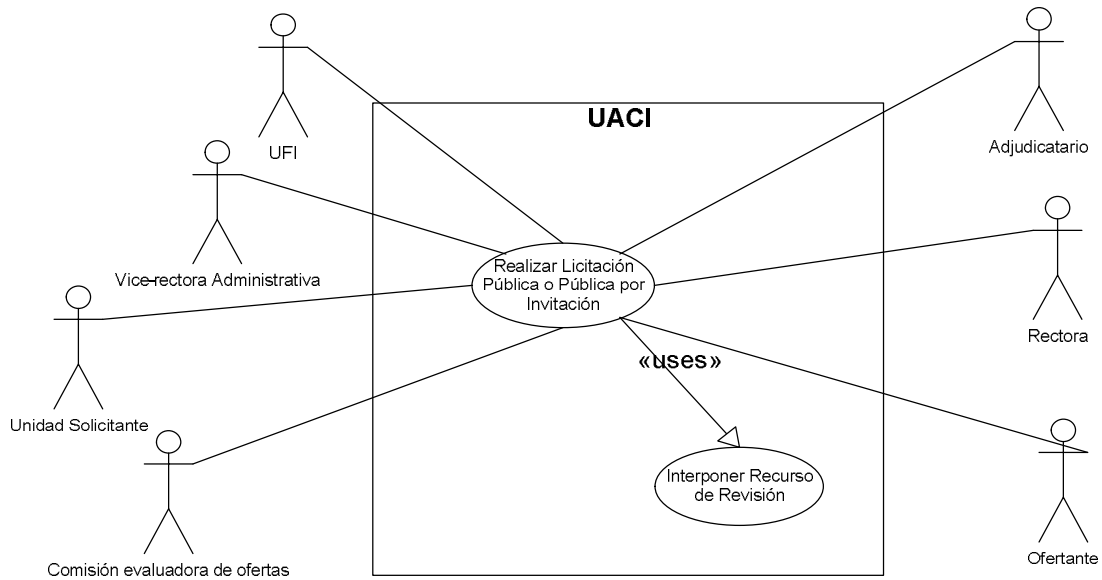 UACI
UFI
Adjudicatario
Vice-rectora Administrativa
Realizar Licitación
Pública o Pública por
Invitación
Rectora
«uses»
Unidad Solicitante
Interponer Recurso
de Revisión
Comisión evaluadora de ofertas
Ofertante